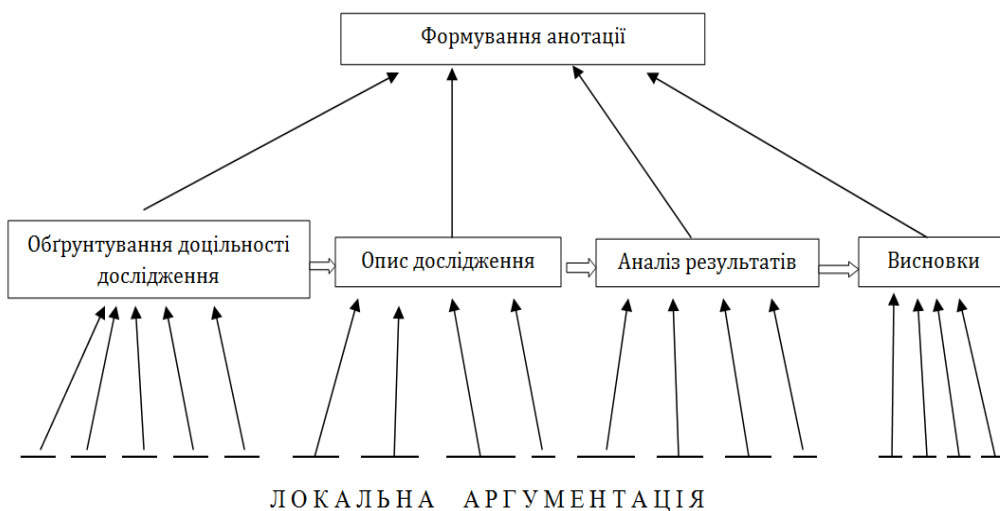 Формування анотації
Обґрунтування доцільності
дослідження
Опис дослідження
Аналіз результатів
Висновки
ЛОКАЛЬНА АРГУМЕНТАЦІЯ